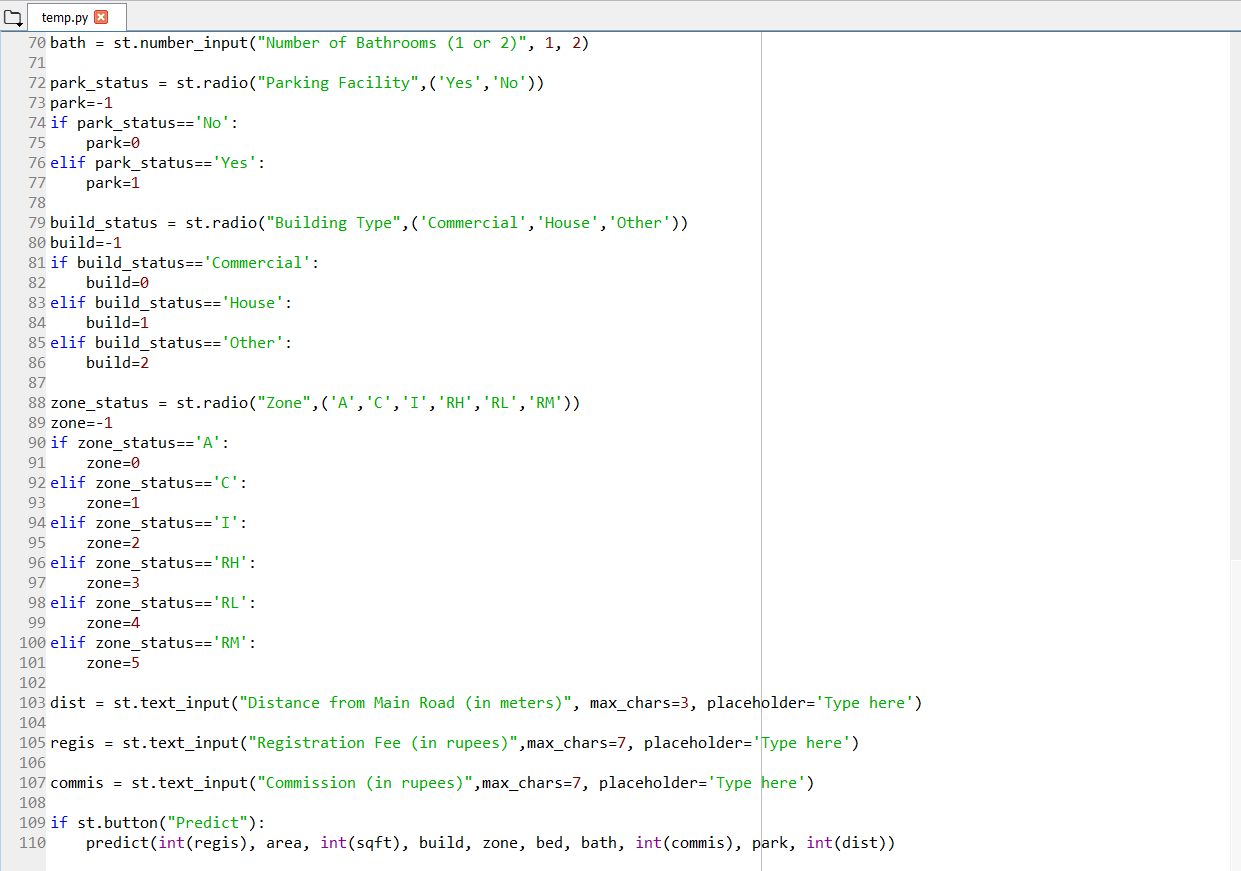 temp.py
70 bath = st.number_input("Number of Bathrooms (1 or 2)", 1, 2)
71
72 park_status = st.radio("Parking Facility",('Yes','No'))
73 park=-1
74 if park_status=='No':
75     park=0
76 elif park_status=='Yes':
77     park=1
78
79 build_status = st.radio("Building Type",('Commercial','House','Other'))
80 build=-1
81 if build_status=='Commercial':
82     build=0
83 elif build_status=='House':
84     build=1
85 elif build_status=='Other':
86     build=2
87
88 zone_status = st.radio("Zone",('A','C','I','RH','RL','RM'))
89 zone=-1
90 if zone_status=='A':
91     zone=0
92 elif zone_status=='C':
93     zone=1
94 elif zone_status=='I':
95     zone=2
96 elif zone_status=='RH':
97     zone=3
98 elif zone_status=='RL':
99     zone=4
100 elif zone_status=='RM':
101     zone=5
102
103 dist = st.text_input("Distance from Main Road (in meters)", max_chars=3, placeholder='Type here')
104
105 regis = st.text_input("Registration Fee (in rupees)",max_chars=7, placeholder='Type here')
106
107 commis = st.text_input("Commission (in rupees)",max_chars=7, placeholder='Type here')
108
109 if st.button("Predict"):
110     predict(int(regis), area, int(sqft), build, zone, bed, bath, int(commis), park, int(dist))